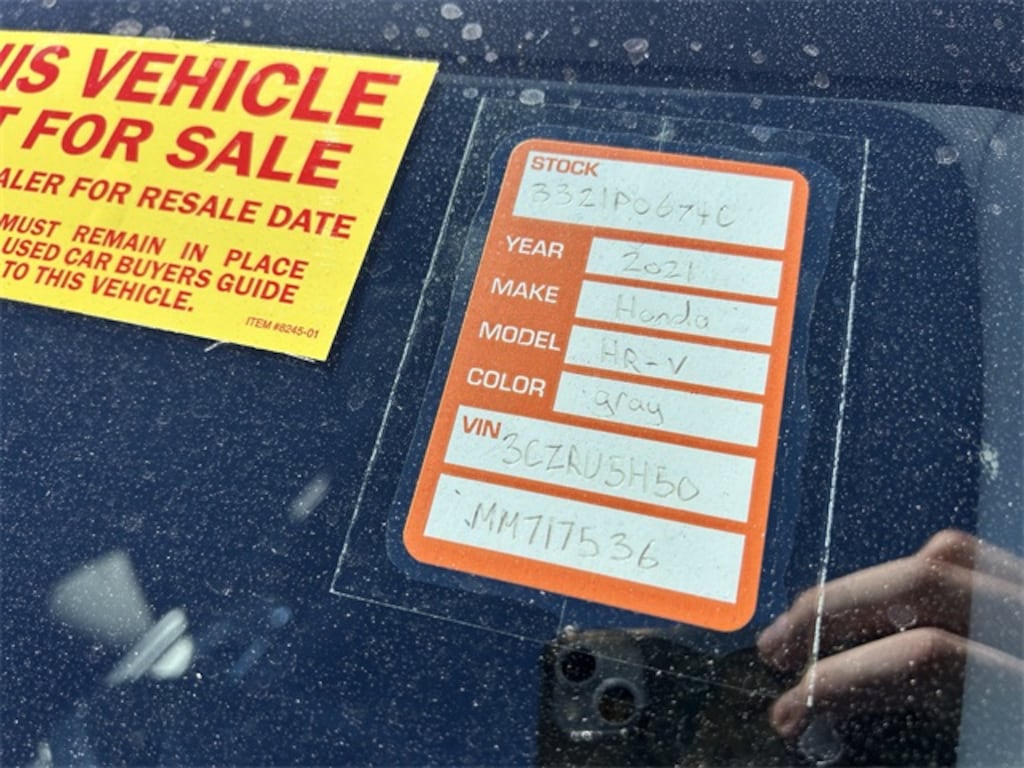 IS VEHICLE
T FOR SALE
ALER FOR RESALE DATE
MUST REMAIN IN PLACE
USED CAR BUYERS GUIDE
TO THIS VEHICLE.
ITEM #8245-01
STOCK
3321P0674C
YEAR 2021
MAKE Honda
MODEL HR-V
COLOR gray
VIN 3CZRU5H50
MM717536